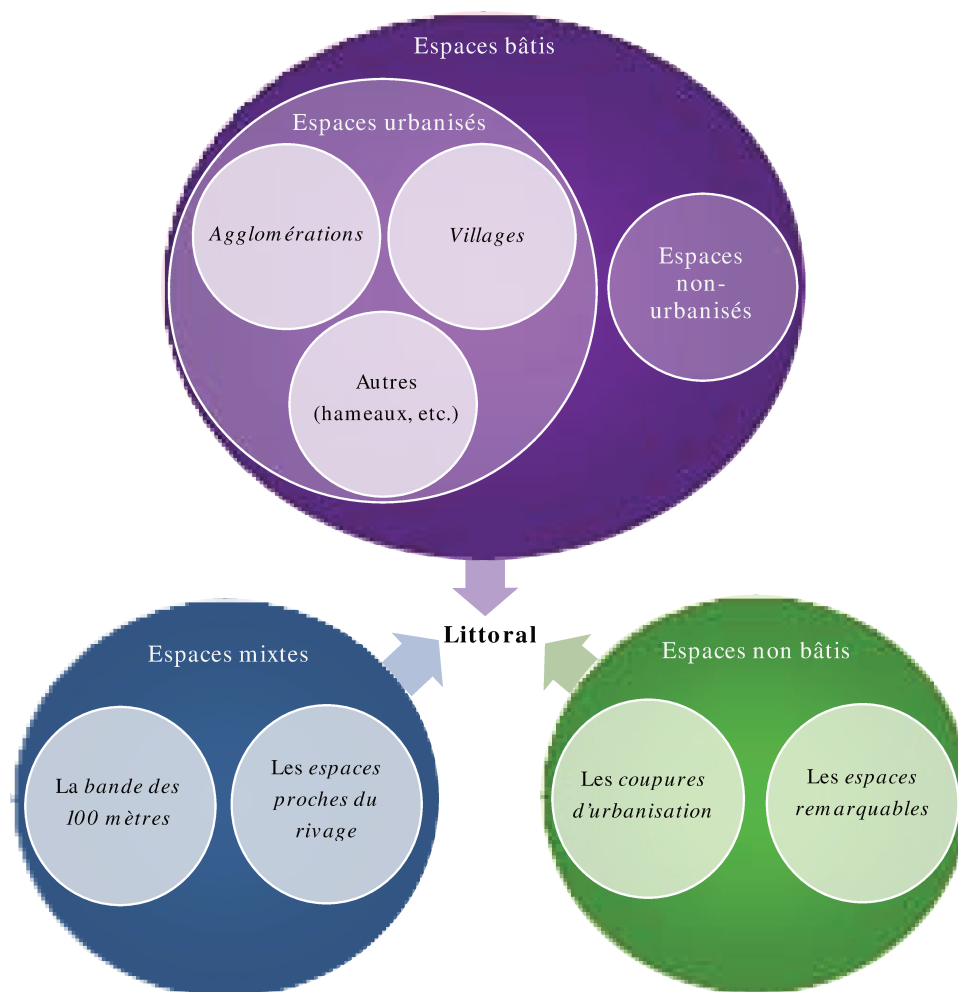 Espaces bâtis
Espaces urbanisés
Agglomérations
Villages
Autres
(hameaux, etc.)
Espaces
non-
urbanisés
Littoral
Espaces mixtes
La bande des
100 mètres
Les espaces
proches du
rivage
Espaces non bâtis
Les coupures
d'urbanisation
Les espaces
remarquables